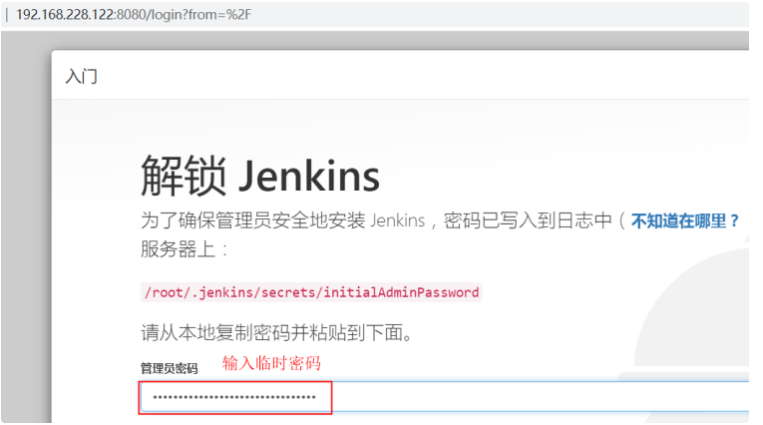 192.168.228.122:8080/login?from=%2F
入门
解锁 Jenkins
为了确保管理员安全地安装 Jenkins，密码已写入到日志中（不知道在哪里？
服务器上：
/root/.jenkins/secrets/initialAdminPassword
请从本地复制密码并粘贴到下面。
管理员密码 输入临时密码
••••••••••••••••••••••••••••••••